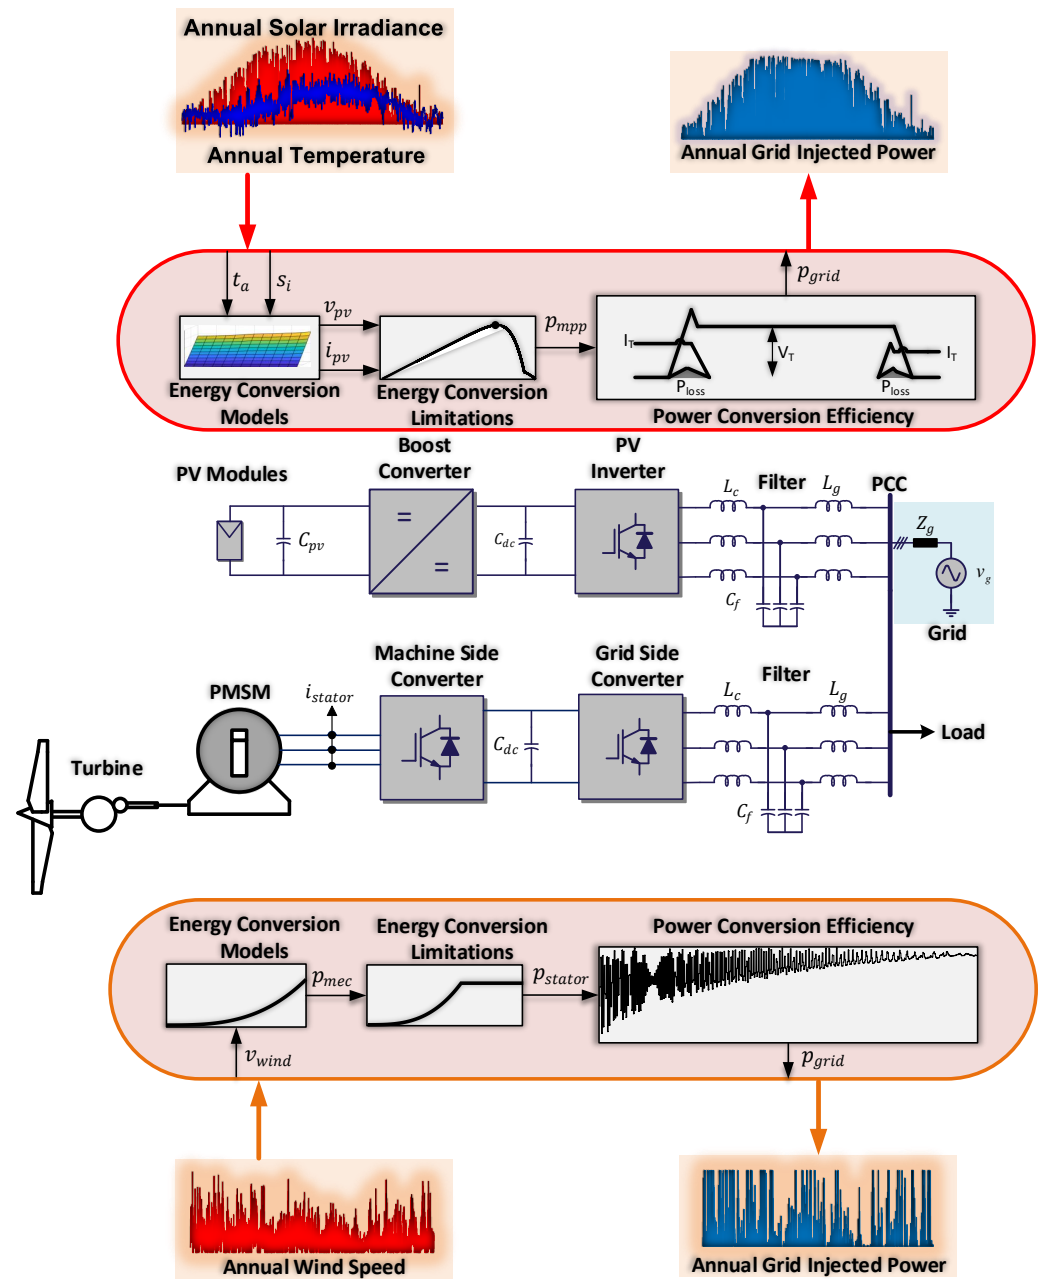 Annual Solar Irradiance
Annual Temperature
Annual Grid Injected Power
t_a
s_i
p_grid
v_pv
i_pv
p_mpp
I_T
V_T
I_T
P_loss
P_loss
Energy Conversion
Models
Energy Conversion
Limitations
Power Conversion Efficiency
PV Modules
Boost
Converter
PV
Inverter
L_c
Filter
L_g
PCC
C_pv
=
=
C_dc
C_f
Z_g
v_g
Grid
Machine Side
Converter
Grid Side
Converter
L_c
Filter
L_g
PMSM
i_stator
C_dc
C_f
Load
Turbine
Energy Conversion
Models
Energy Conversion
Limitations
Power Conversion Efficiency
p_mec
p_stator
v_wind
p_grid
Annual Wind Speed
Annual Grid Injected Power